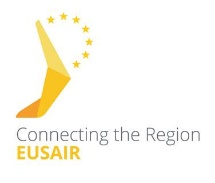 Connecting the Region
EUSAIR